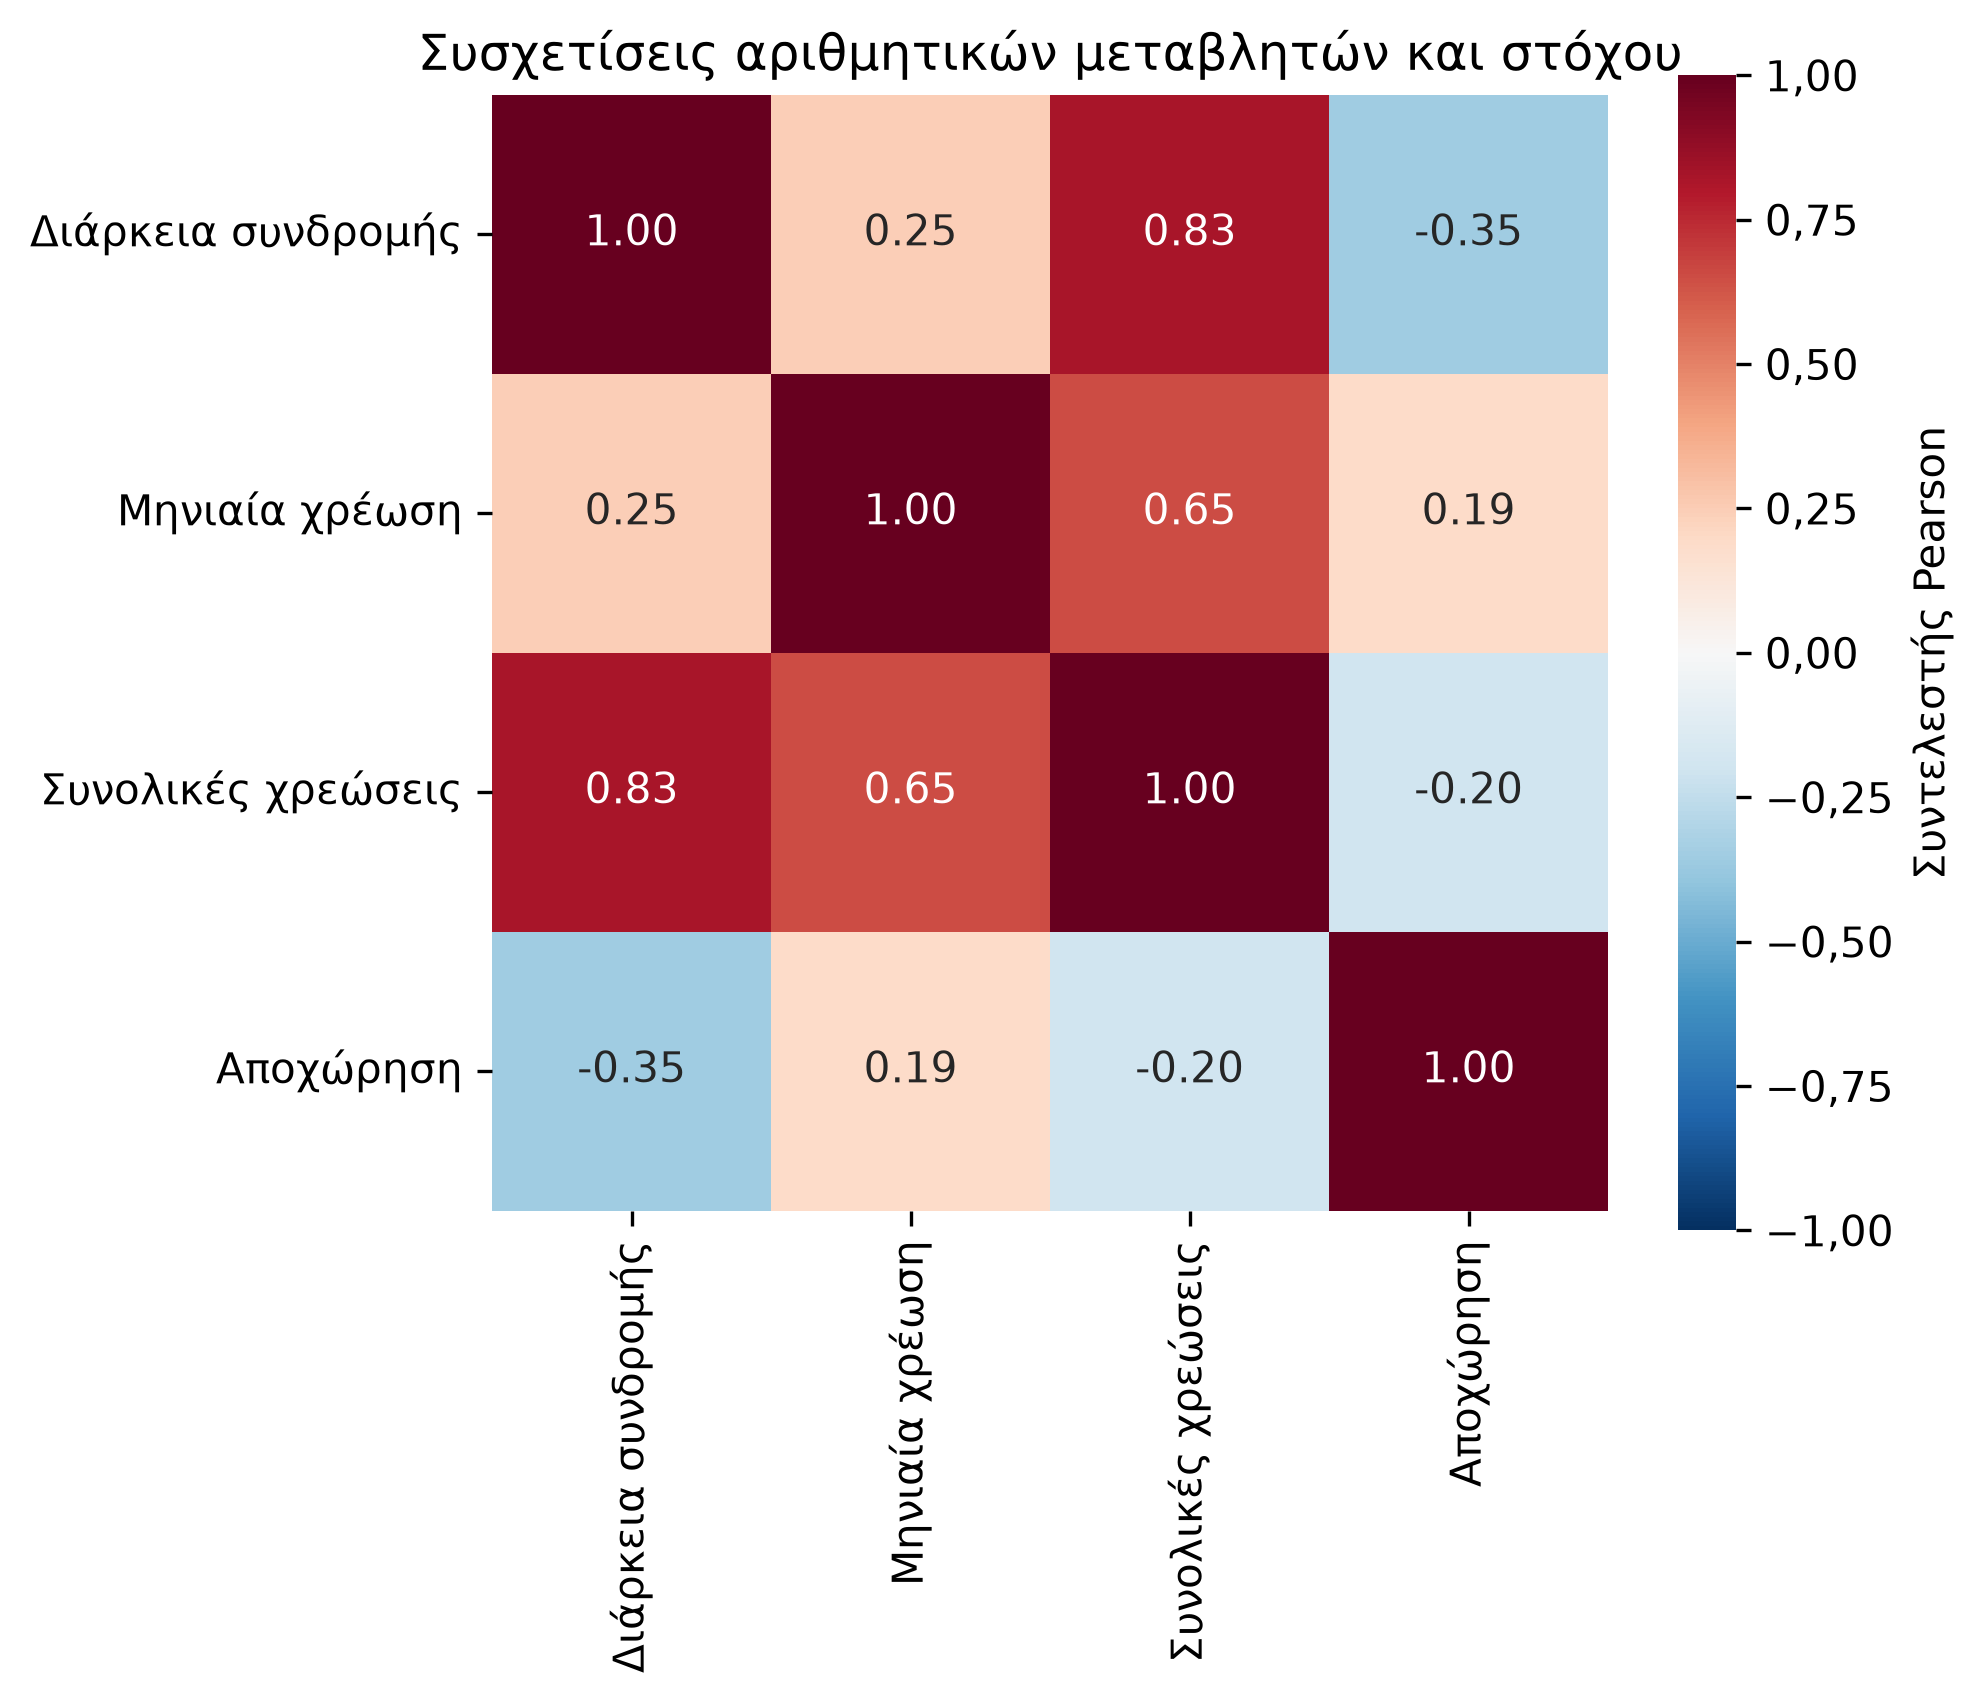 Συσχετίσεις αριθμητικών μεταβλητών και στόχου
Διάρκεια συνδρομής
1.00 0.25 0.83 -0.35
Μηνιαία χρέωση
0.25 1.00 0.65 0.19
Συνολικές χρεώσεις
0.83 0.65 1.00 -0.20
Αποχώρηση
-0.35 0.19 -0.20 1.00
Διάρκεια συνδρομής
Μηνιαία χρέωση
Συνολικές χρεώσεις
Αποχώρηση
1,00
0,75
0,50
0,25
0,00
−0,25
−0,50
−0,75
−1,00
Συντελεστής Pearson